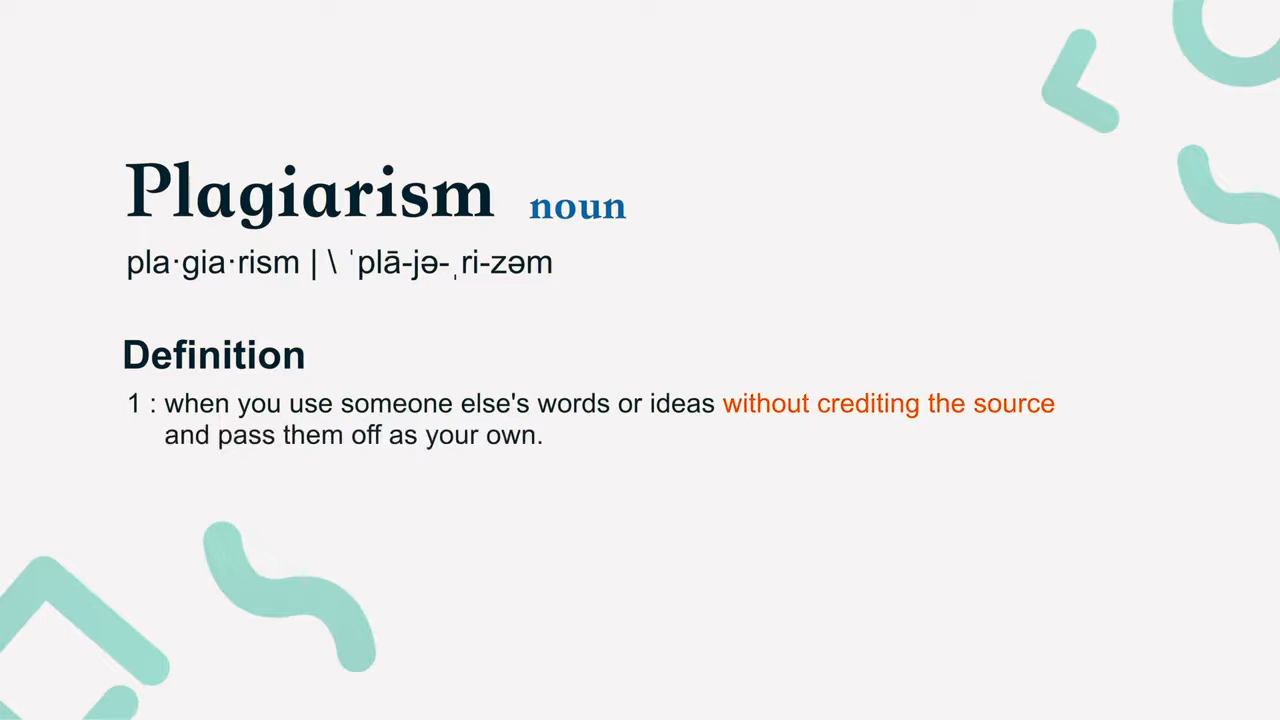 Plagiarism noun
pla·gia·rism | \ ˈplā-jə-ˌri-zəm
Definition
1 : when you use someone else's words or ideas without crediting the source
and pass them off as your own.